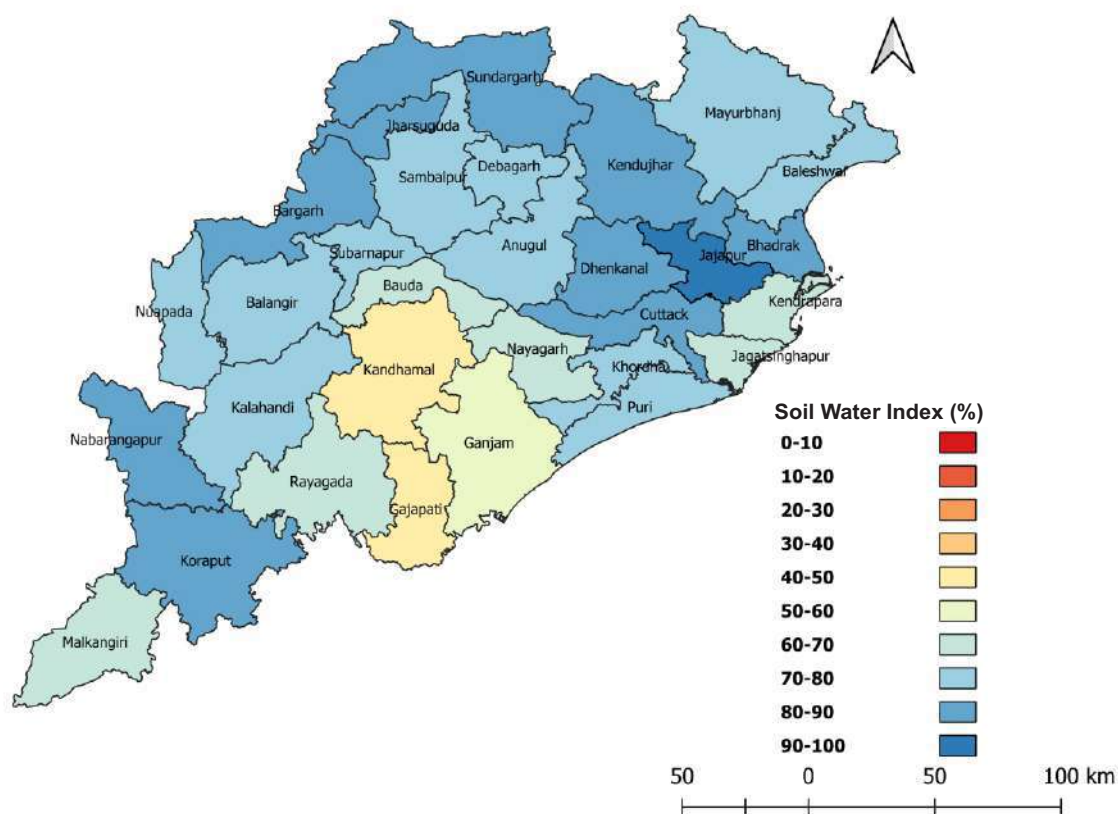 Sundargarh
Mayurbhanj
Jharsuguda
Debagarh
Kendujhar
Sambalpur
Baleshwar
Bargarh
Anugul
Bhadrak
Subarnapur
Jajapur
Dhenkanal
Bauda
Balangir
Kendrapara
Nuapada
Cuttack
Nayagarh
Jagatsinghapur
Kandhamal
Khordha
Kalahandi
Puri
Nabarangapur
Ganjam
Rayagada
Gajapati
Koraput
Malkangiri
Soil Water Index (%)
0-10
10-20
20-30
30-40
40-50
50-60
60-70
70-80
80-90
90-100
50 0 50 100 km